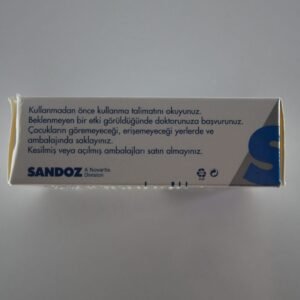 Kullanmadan önce kullanma talimatını okuyunuz.
Beklenmeyen bir etki görüldüğünde doktorunuza başvurunuz.
Çocukların göremeyeceği, erişemeyeceği yerlerde ve
ambalajında saklayınız.
Kesilmiş veya açılmış ambalajları satın almayınız.
SANDOZ A Novartis
Division
S